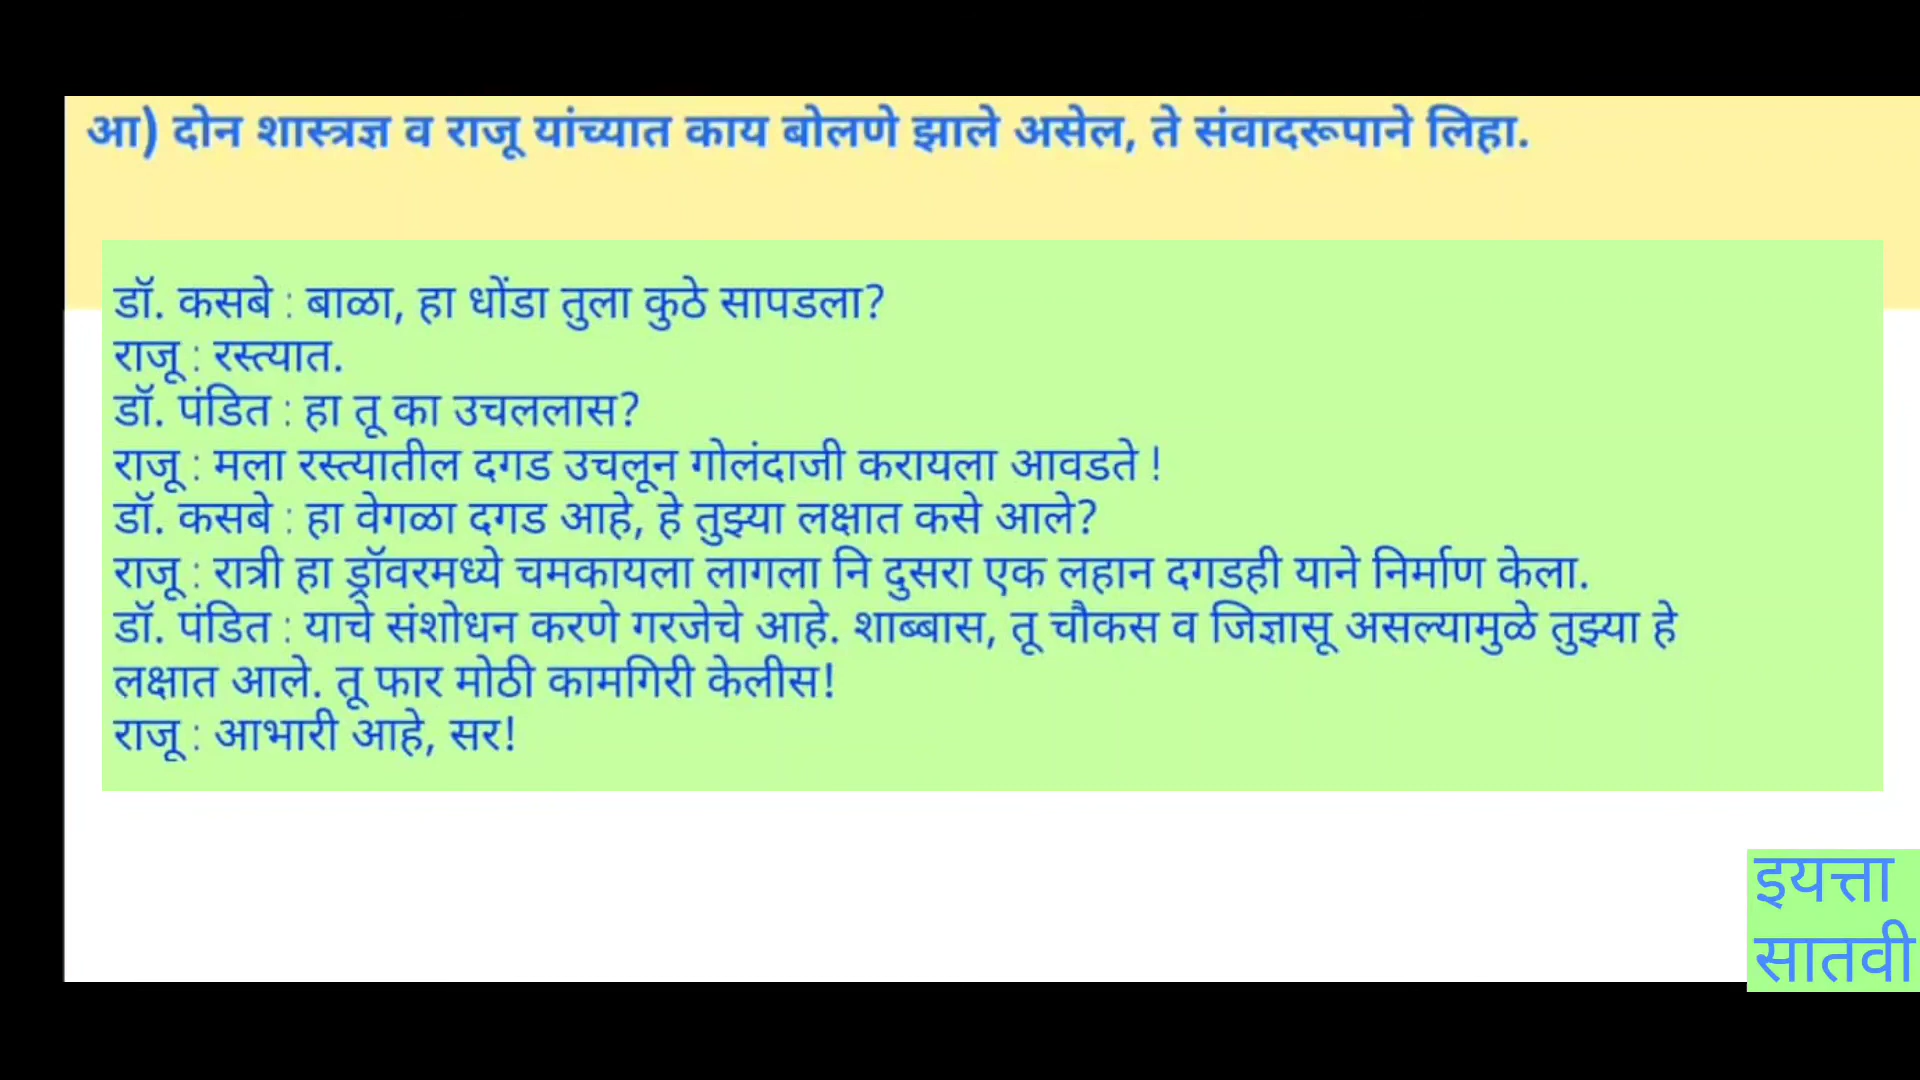 आ) दोन शास्त्रज्ञ व राजू यांच्यात काय बोलणे झाले असेल, ते संवादरूपाने लिहा.
डॉ. कसबे : बाळा, हा धोंडा तुला कुठे सापडला?
राजू : रस्त्यात.
डॉ. पंडित : हा तू का उचललास?
राजू : मला रस्त्यातील दगड उचलून गोलंदाजी करायला आवडते !
डॉ. कसबे : हा वेगळा दगड आहे, हे तुझ्या लक्षात कसे आले?
राजू : रात्री हा ड्रॉवरमध्ये चमकायला लागला नि दुसरा एक लहान दगडही याने निर्माण केला.
डॉ. पंडित : याचे संशोधन करणे गरजेचे आहे. शाब्बास, तू चौकस व जिज्ञासू असल्यामुळे तुझ्या हे
लक्षात आले. तू फार मोठी कामगिरी केलीस!
राजू : आभारी आहे, सर!
इयत्ता
सातवी